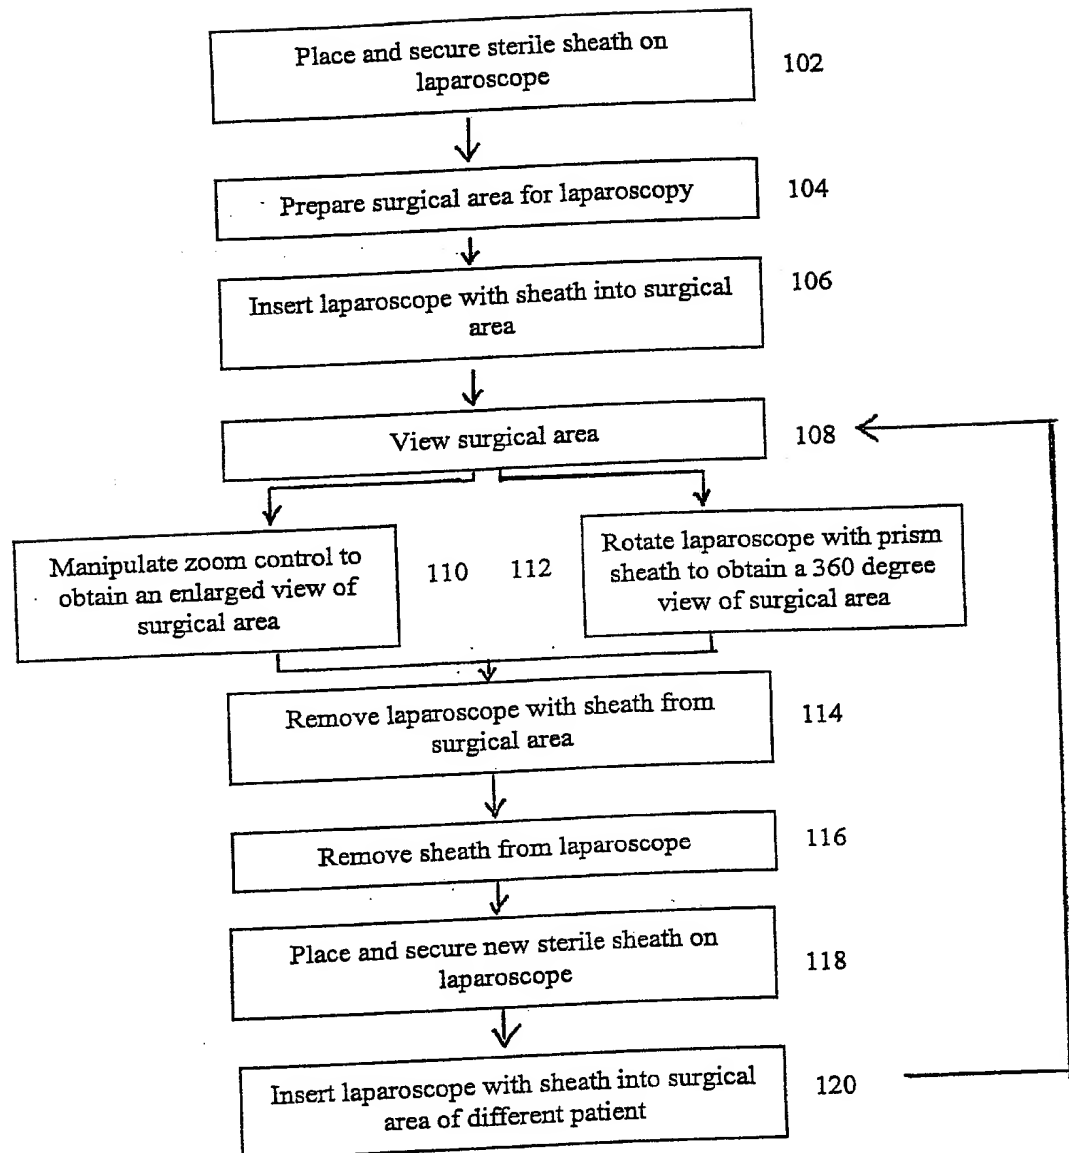 Place and secure sterile sheath on
laparoscope
102
Prepare surgical area for laparoscopy
104
Insert laparoscope with sheath into surgical
area
106
View surgical area
108
Manipulate zoom control to
obtain an enlarged view of
surgical area
110
112
Rotate laparoscope with prism
sheath to obtain a 360 degree
view of surgical area
Remove laparoscope with sheath from
surgical area
114
Remove sheath from laparoscope
116
Place and secure new sterile sheath on
laparoscope
118
Insert laparoscope with sheath into surgical
area of different patient
120